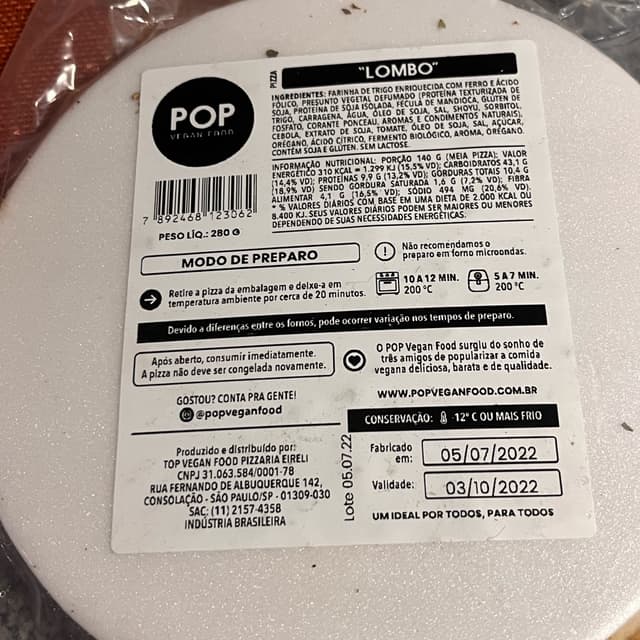 POP
VEGAN FOOD
PIZZA
"LOMBO"
INGREDIENTES: FARINHA DE TRIGO ENRIQUECIDA COM FERRO E ÁCIDO
FÓLICO, PRESUNTO VEGETAL DEFUMADO (PROTEÍNA TEXTURIZADA DE
SOJA, PROTEÍNA DE SOJA ISOLADA, FÉCULA DE MANDIOCA, GLUTEN DE
TRIGO, CARRAGENA, ÁGUA, ÓLEO DE SOJA, SAL, SHOYU, SORBITOL,
FOSFATO, CORANTE PONCEAU, AROMAS E CONDIMENTOS NATURAIS),
CEBOLA, EXTRATO DE SOJA, TOMATE, ÓLEO DE SOJA, SAL, AÇUCAR,
ORÉGANO, ÁCIDO CÍTRICO, FERMENTO BIOLÓGICO, AROMA, ORÉGANO.
CONTÉM SOJA E GLÚTEN. SEM LACTOSE.
INFORMAÇÃO NUTRICIONAL: PORÇÃO 140 G (MEIA PIZZA); VALOR
ENERGÉTICO 310 KCAL = 1.299 KJ (15,5% VD); CARBOIDRATOS 43,1 G
(14,4% VD); PROTEÍNAS 9,9 G (13,2% VD); GORDURAS TOTAIS 10,4 G
(18,9% VD) SENDO GORDURA SATURADA 1,6 G (7,2% VD); FIBRA
ALIMENTAR 4,1 G (16,5% VD); SÓDIO 494 MG (20,6% VD).
* % VALORES DIÁRIOS COM BASE EM UMA DIETA DE 2.000 KCAL OU
8.400 KJ. SEUS VALORES DIÁRIOS PODEM SER MAIORES OU MENORES
DEPENDENDO DE SUAS NECESSIDADES ENERGÉTICAS.
7 892468 123062
PESO LÍQ.: 280 G
MODO DE PREPARO
Não recomendamos o
preparo em forno microondas.
Retire a pizza da embalagem e deixe-a em
temperatura ambiente por cerca de 20 minutos.
10 A 12 MIN.
200 °C
5 A 7 MIN.
200 °C
Devido a diferenças entre os fornos, pode ocorrer variação nos tempos de preparo.
Após aberto, consumir imediatamente.
A pizza não deve ser congelada novamente.
O POP Vegan Food surgiu do sonho de
três amigos de popularizar a comida
vegana deliciosa, barata e de qualidade.
GOSTOU? CONTA PRA GENTE!
@popveganfood
WWW.POPVEGANFOOD.COM.BR
CONSERVAÇÃO: -12° C OU MAIS FRIO
Produzido e distribuído por:
TOP VEGAN FOOD PIZZARIA EIRELI
CNPJ 31.063.584/0001-78
RUA FERNANDO DE ALBUQUERQUE 142,
CONSOLAÇÃO - SÃO PAULO/SP - 01309-030
SAC: (11) 2157-4358
INDÚSTRIA BRASILEIRA
Lote 05.07.22
Fabricado em: 05/07/2022
Validade: 03/10/2022
UM IDEAL POR TODOS, PARA TODOS